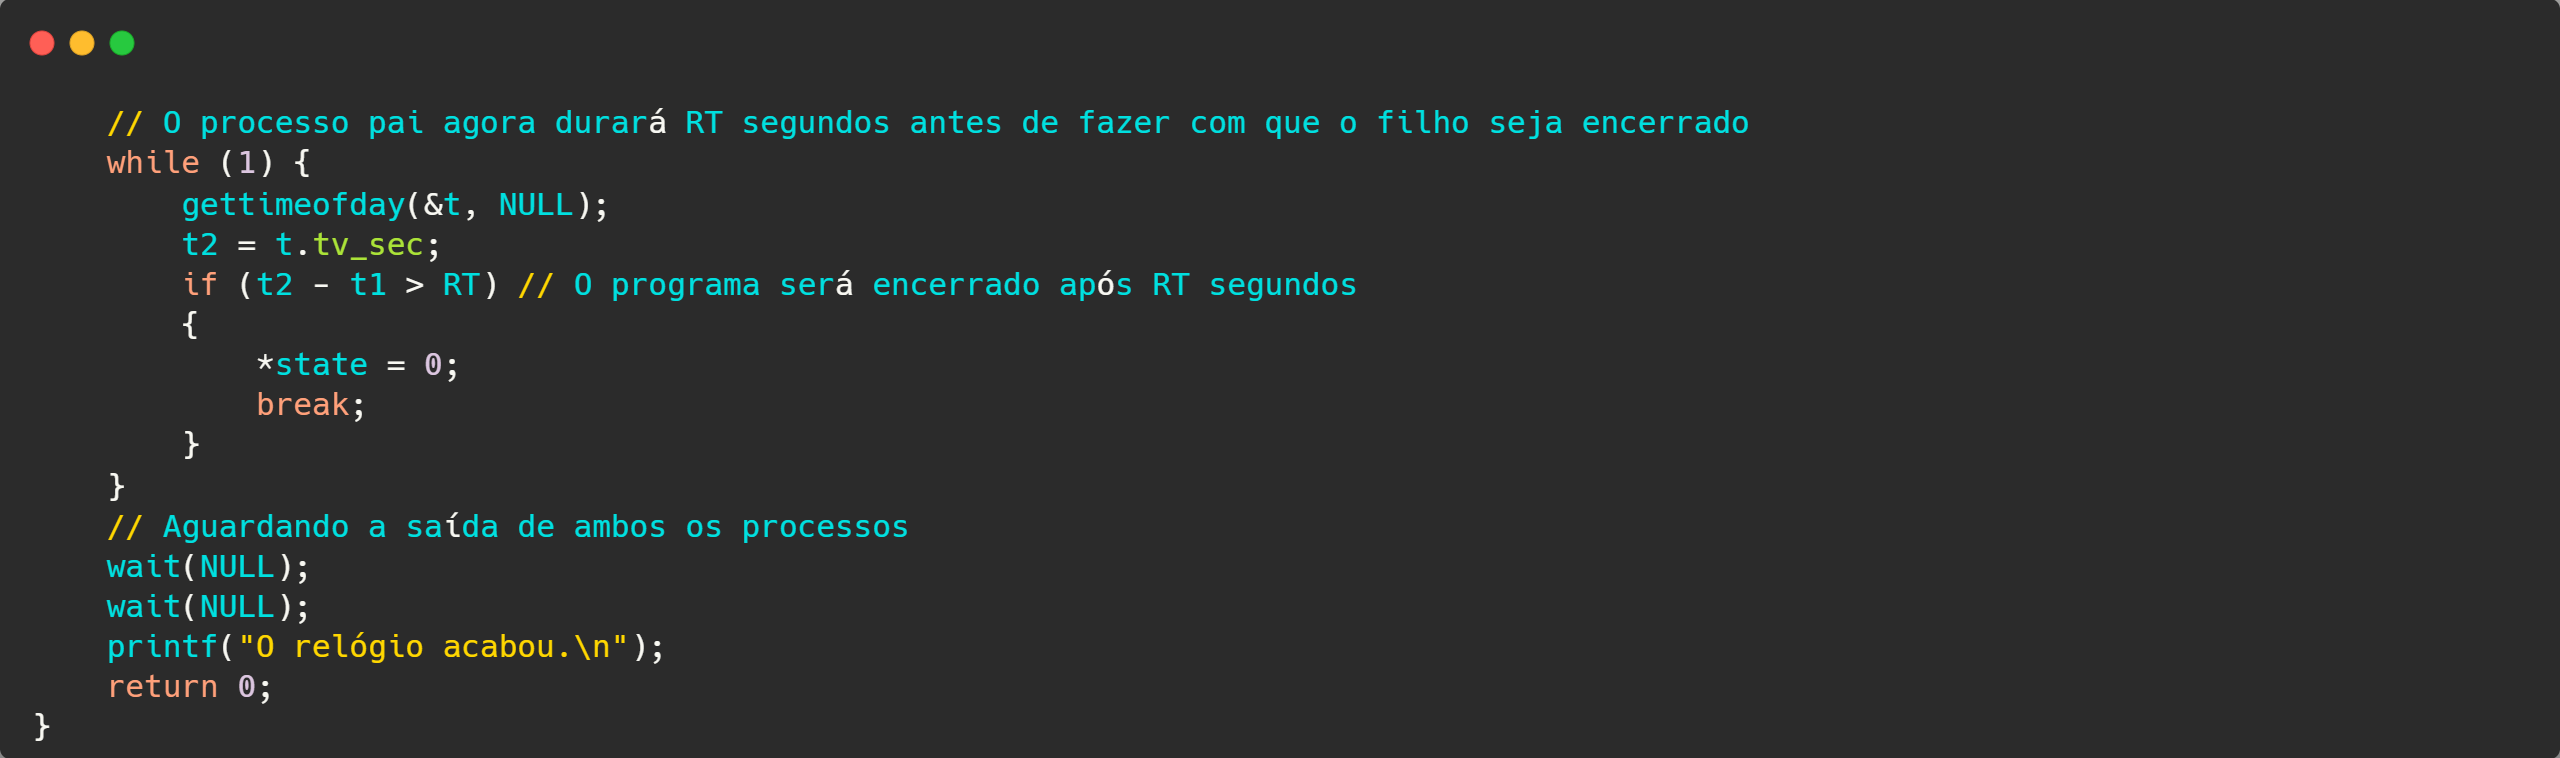 // O processo pai agora durará RT segundos antes de fazer com que o filho seja encerrado
while (1) {
gettimeofday(&t, NULL);
t2 = t.tv_sec;
if (t2 - t1 > RT) // O programa será encerrado após RT segundos
{
*state = 0;
break;
}
}
// Aguardando a saída de ambos os processos
wait(NULL);
wait(NULL);
printf("O relógio acabou.\n");
return 0;
}